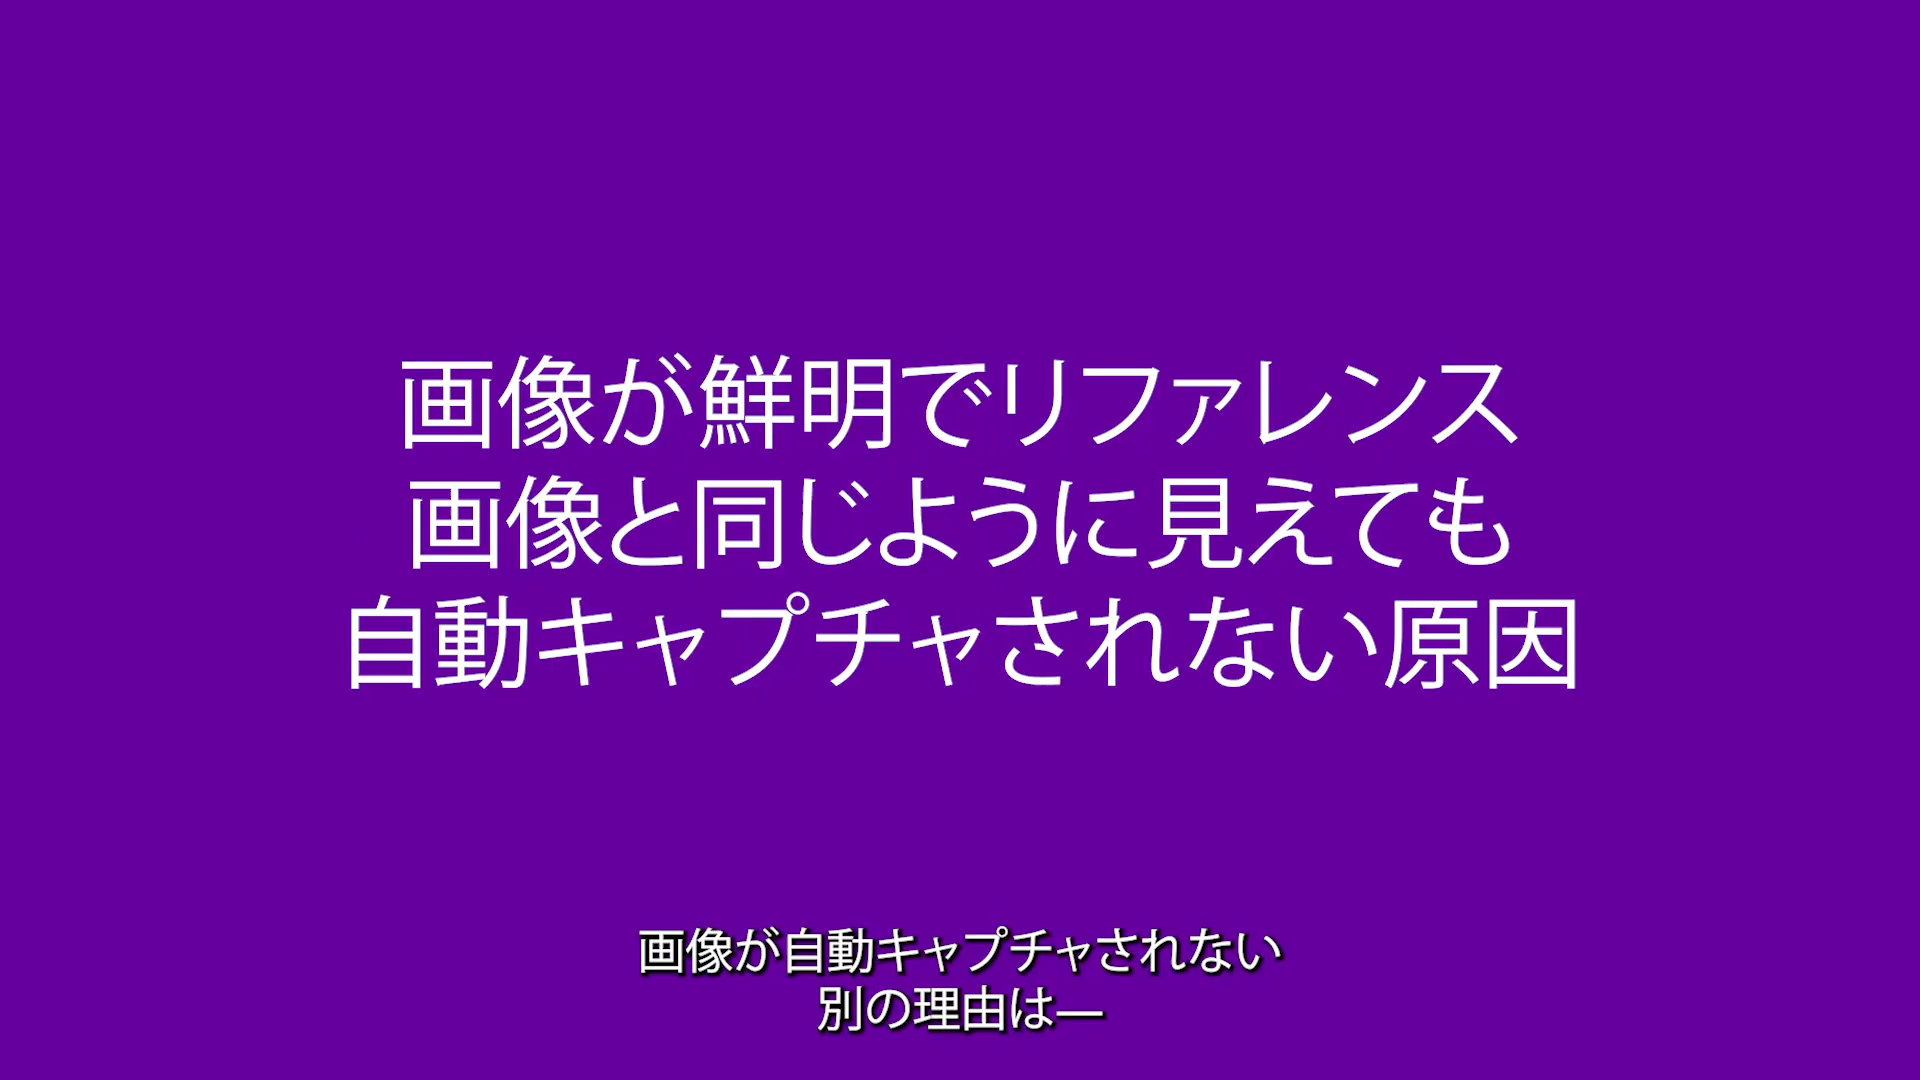 画像が鮮明でリファレンス
画像と同じように見えても
自動キャプチャされない原因
画像が自動キャプチャされない
別の理由は—